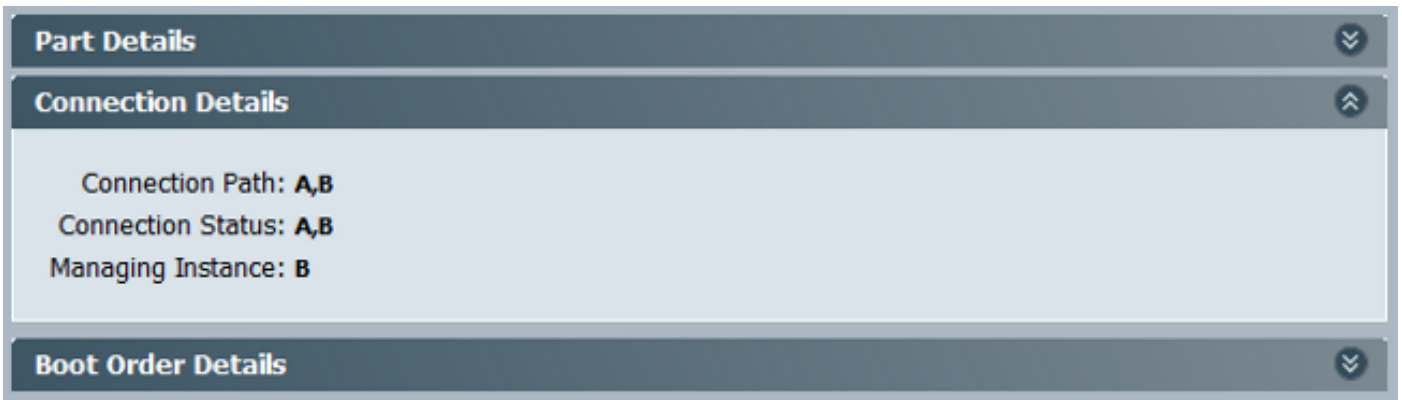 Part Details
Connection Details
Connection Path: A,B
Connection Status: A,B
Managing Instance: B
Boot Order Details